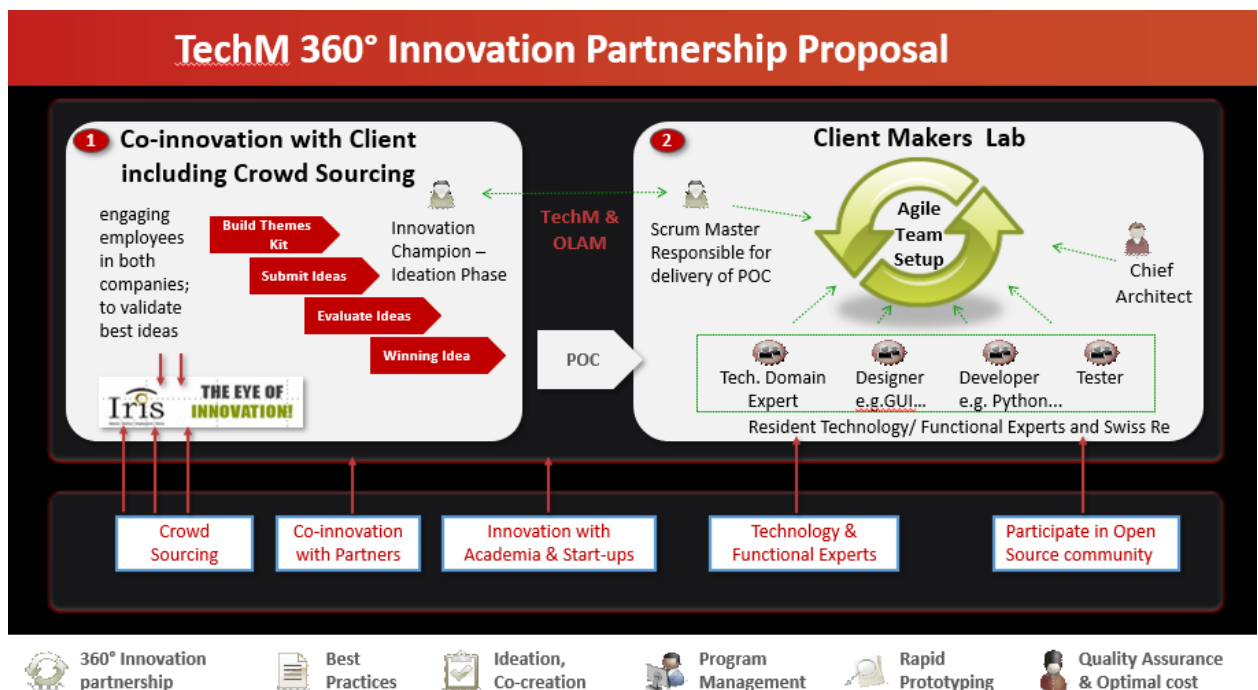 TechM 360° Innovation Partnership Proposal
1
Co-innovation with Client
including Crowd Sourcing
engaging
employees
in both
companies;
to validate
best ideas
Build Themes
Kit
Submit Ideas
Evaluate Ideas
Winning Idea
Innovation
Champion –
Ideation Phase
Iris
THE EYE OF
INNOVATION!
TechM &
OLAM
POC
2
Client Makers Lab
Scrum Master
Responsible for
delivery of POC
Agile
Team
Setup
Chief
Architect
Tech. Domain
Expert
Designer
e.g.GUI...
Developer
e.g. Python...
Tester
Resident Technology/ Functional Experts and Swiss Re
Crowd
Sourcing
Co-innovation
with Partners
Innovation with
Academia & Start-ups
Technology &
Functional Experts
Participate in Open
Source community
360° Innovation
partnership
Best
Practices
Ideation,
Co-creation
Program
Management
Rapid
Prototyping
Quality Assurance
& Optimal cost